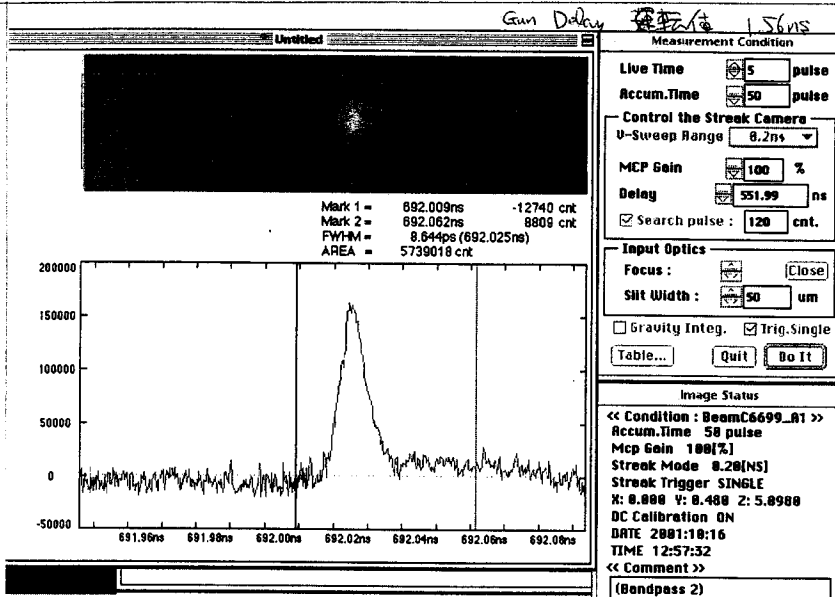 Gun Delay 運転値 1.56ns
Untitled
Mark 1 = 692.009ns -12740 cnt
Mark 2 = 692.062ns 8809 cnt
FWHM = 8.644ps (692.025ns)
AREA = 5739018 cnt
200000
150000
100000
50000
0
-50000
691.96ns 691.98ns 692.00ns 692.02ns 692.04ns 692.06ns 692.08ns
Measurement Condition
Live Time 5 pulse
Accum.Time 50 pulse
Control the Streak Camera
V-Sweep Range 0.2ns
MCP Gain 100 %
Delay 551.99 ns
Search pulse : 120 cnt.
Input Optics
Focus : Close
Slit Width : 50 um
Gravity Integ. Trig.Single
Table... Quit Do It
Image Status
<< Condition : BeamC6699_A1 >>
Accum.Time 50 pulse
Mcp Gain 100[%]
Streak Mode 0.20[NS]
Streak Trigger SINGLE
X: 0.000 Y: 0.480 Z: 5.0980
DC Calibration ON
DATE 2001:10:16
TIME 12:57:32
<< Comment >>
(Bandpass 2)